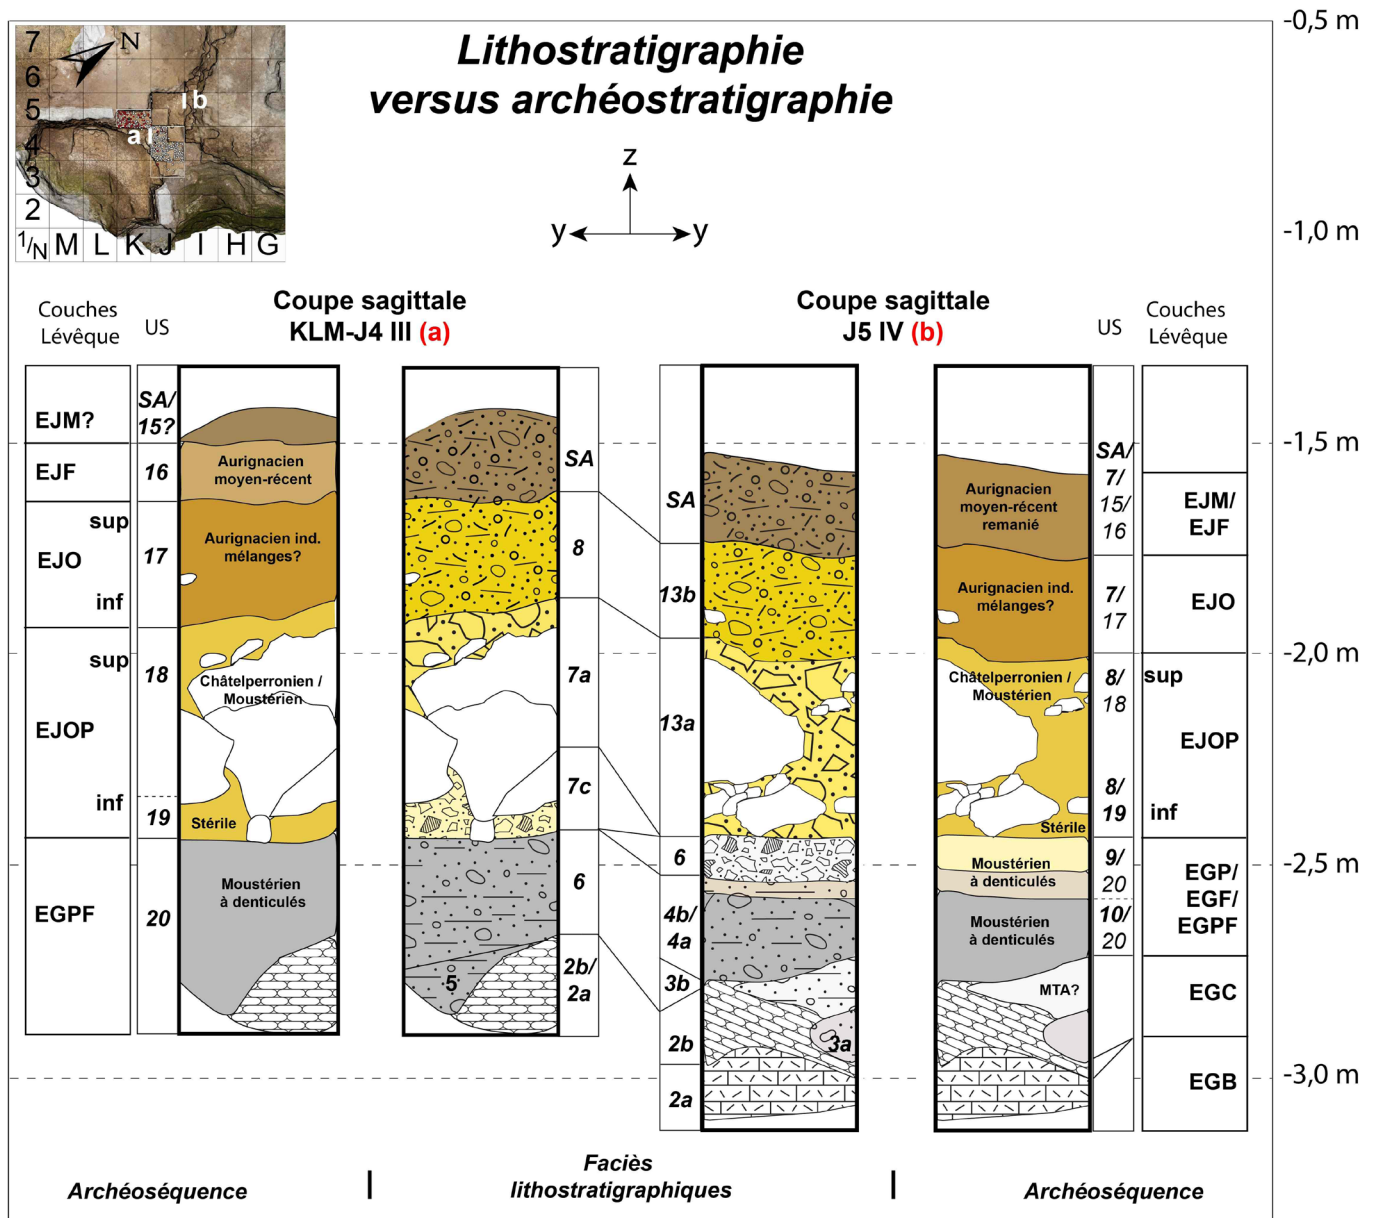 Lithostratigraphie
versus archéostratigraphie
-0,5 m
-1,0 m
-1,5 m
-2,0 m
-2,5 m
-3,0 m
7
6
5
4
3
2
1/N M L K J I H G
N
a
b
z
y y
Couches
Lévêque
US
Coupe sagittale
KLM-J4 III (a)
Coupe sagittale
J5 IV (b)
US
Couches
Lévêque
EJM?
EJF
sup
EJO
inf
sup
EJOP
inf
EGPF
SA/
15?
16
17
18
19
20
Aurignacien
moyen-récent
Aurignacien ind.
mélanges?
Châtelperronien /
Moustérien
Stérile
Moustérien
à denticulés
5
SA
8
7a
7c
6
2b/
2a
SA
13b
13a
6
4b/
4a
3b
2b
2a
3a
Aurignacien
moyen-récent
remanié
Aurignacien ind.
mélanges?
Châtelperronien /
Moustérien
Stérile
Moustérien
à denticulés
Moustérien
à denticulés
MTA?
SA/
7/
15/
16
7/
17
8/
18
8/
19
9/
20
10/
20
EJM/
EJF
EJO
sup
EJOP
inf
EGP/
EGF/
EGPF
EGC
EGB
Archéoséquence
Faciès
lithostratigraphiques
Archéoséquence